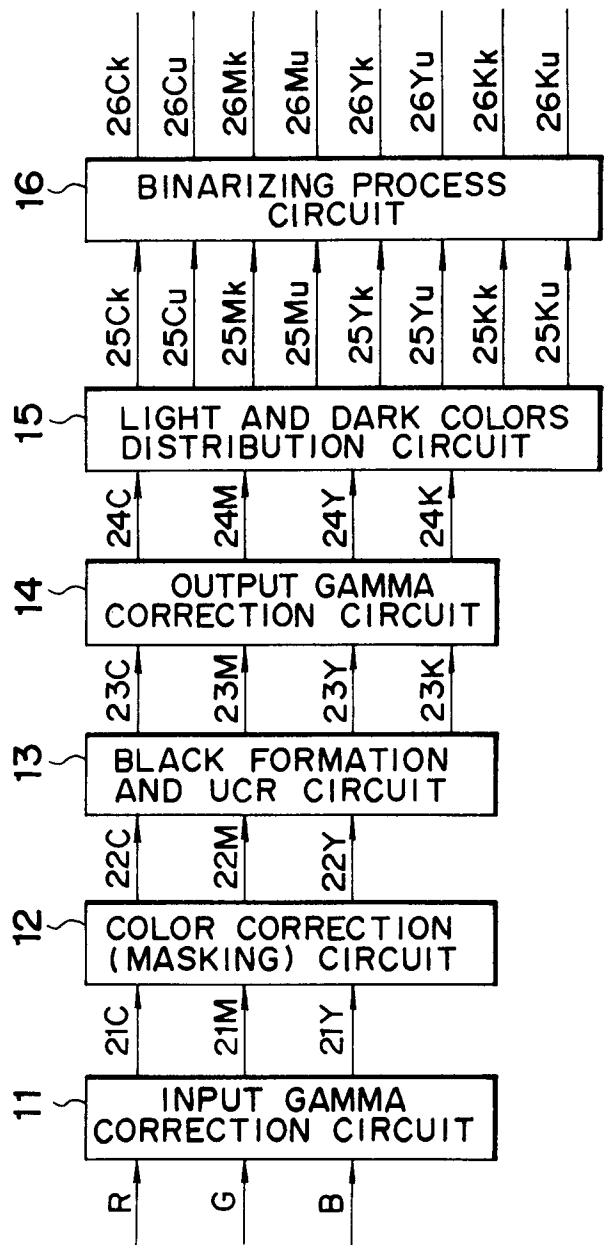 R
G
B
11
INPUT GAMMA
CORRECTION CIRCUIT
21C
21M
21Y
12
COLOR CORRECTION
(MASKING) CIRCUIT
22C
22M
22Y
13
BLACK FORMATION
AND UCR CIRCUIT
23C
23M
23Y
23K
14
OUTPUT GAMMA
CORRECTION CIRCUIT
24C
24M
24Y
24K
15
LIGHT AND DARK COLORS
DISTRIBUTION CIRCUIT
25Ck
25Cu
25Mk
25Mu
25Yk
25Yu
25Kk
25Ku
16
BINARIZING PROCESS
CIRCUIT
26Ck
26Cu
26Mk
26Mu
26Yk
26Yu
26Kk
26Ku